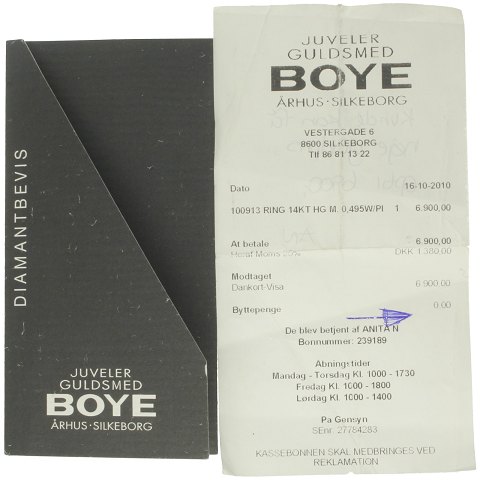 DIAMANTBEVIS
JUVELER
GULDSMED
BOYE
ÅRHUS · SILKEBORG
JUVELER
GULDSMED
BOYE
ÅRHUS · SILKEBORG
VESTERGADE 6
8600 SILKEBORG
Tlf 86 81 13 22
Dato 16-10-2010
100913 RING 14KT HG M. 0,495W/PI 1 6.900,00
At betale 6.900,00
Heraf Moms 25% DKK 1.380,00
Modtaget
Dankort-Visa 6.900,00
Byttepenge 0,00
De blev betjent af ANITA N
Bonnummer: 239189
Åbningstider
Mandag - Torsdag Kl. 1000 - 1730
Fredag Kl. 1000 - 1800
Lørdag Kl. 1000 - 1400
På Gensyn
SEnr. 27784283
KASSEBONNEN SKAL MEDBRINGES VED
REKLAMATION